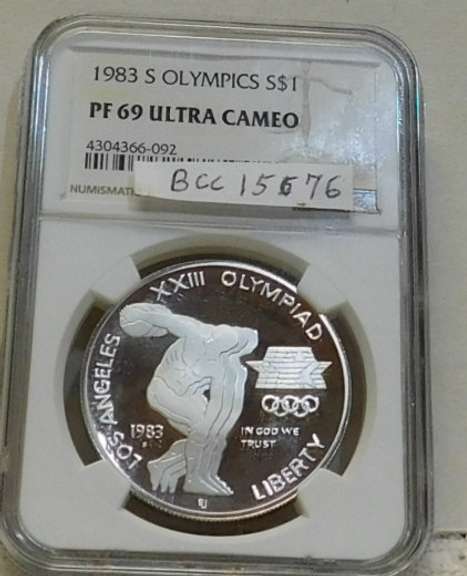 1983 S OLYMPICS S$1
PF 69 ULTRA CAMEO
4304366-092
BCC 15676
LOS ANGELES XXIII OLYMPIAD
1983
S
IN GOD WE
TRUST
LIBERTY
EJ